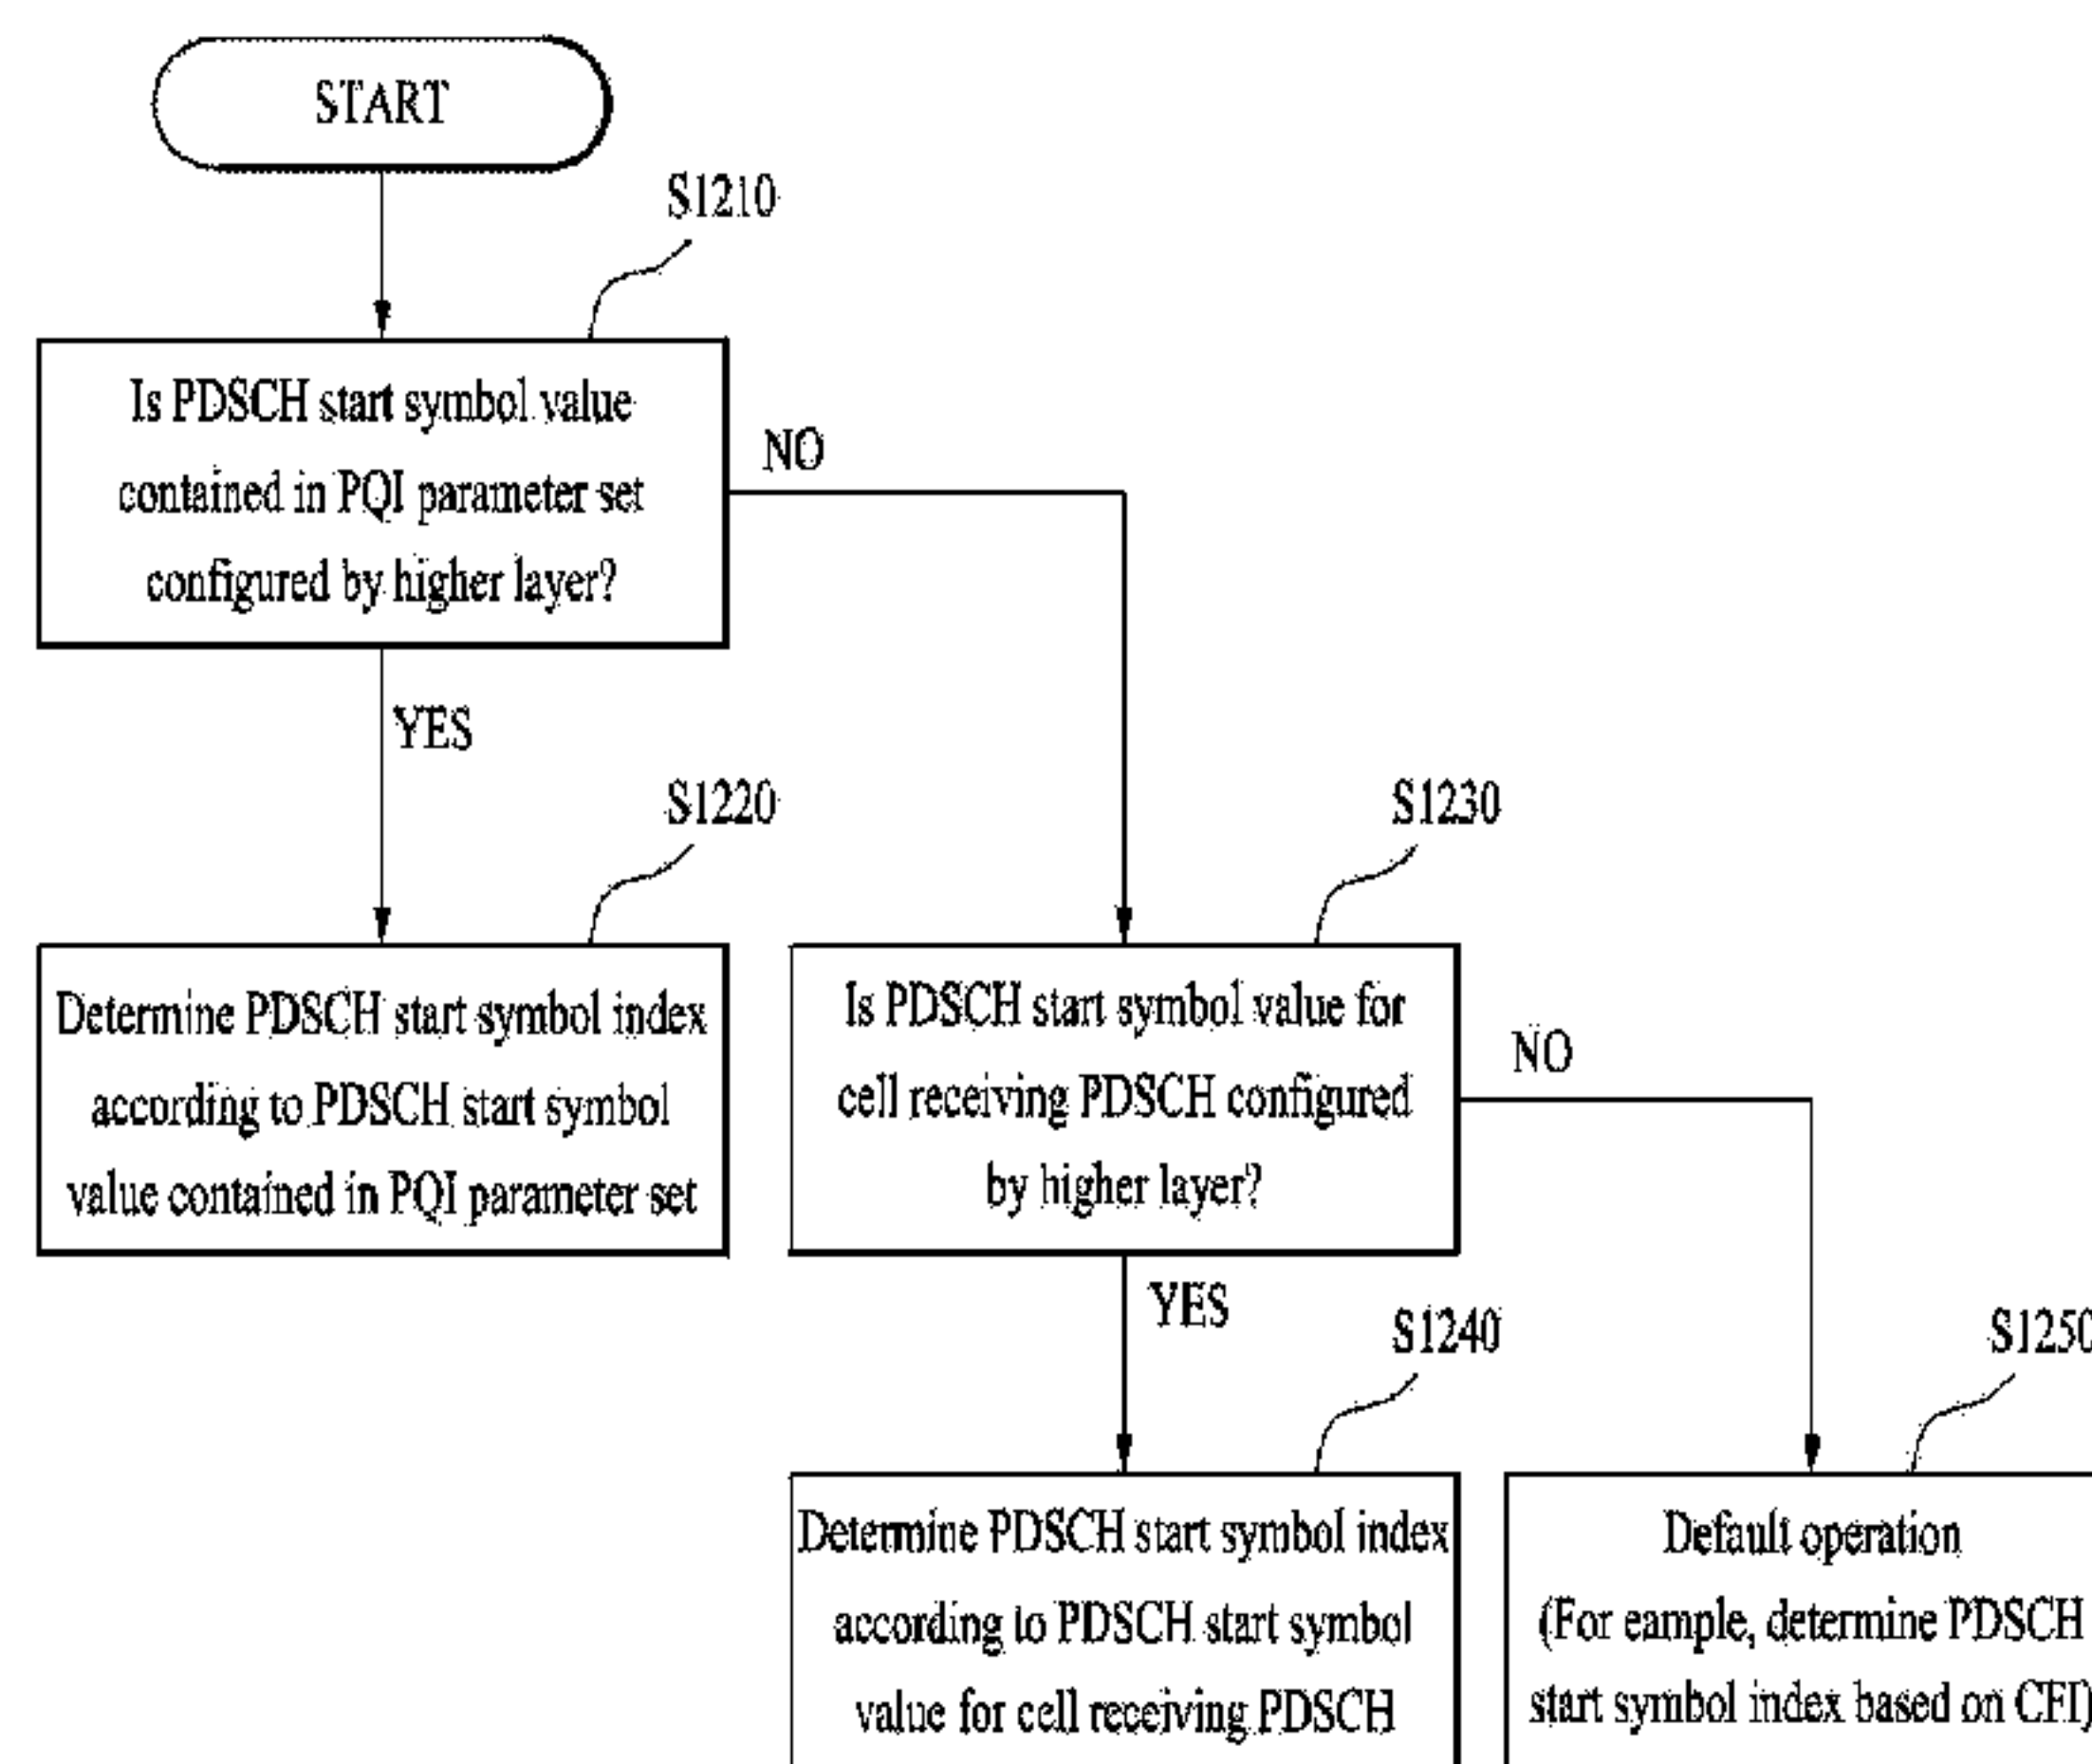 START
S1210
Is PDSCH start symbol value
contained in PQI parameter set
configured by higher layer?
NO
YES
S1220
Determine PDSCH start symbol index
according to PDSCH start symbol
value contained in PQI parameter set
S1230
Is PDSCH start symbol value for
cell receiving PDSCH configured
by higher layer?
NO
YES
S1240
Determine PDSCH start symbol index
according to PDSCH start symbol
value for cell receiving PDSCH
S1250
Default operation
(For eample, determine PDSCH
start symbol index based on CFI)